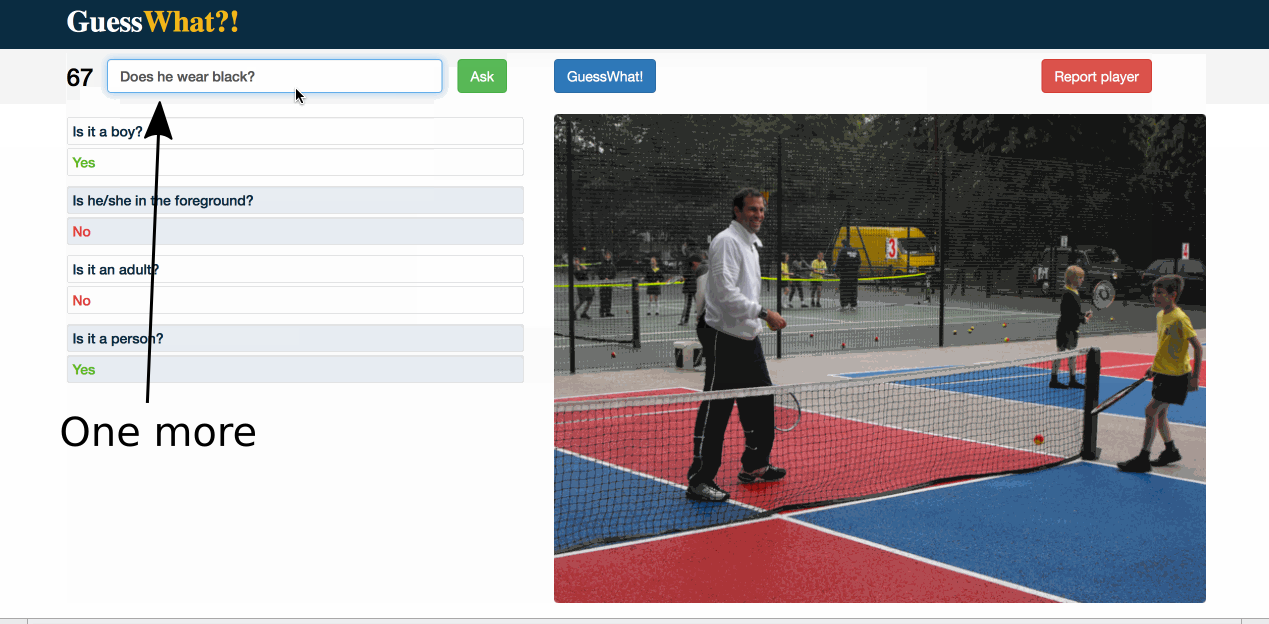 GuessWhat?!
67 Does he wear black? Ask GuessWhat! Report player
Is it a boy?
Yes
Is he/she in the foreground?
No
Is it an adult?
No
Is it a person?
Yes
One more
3
4